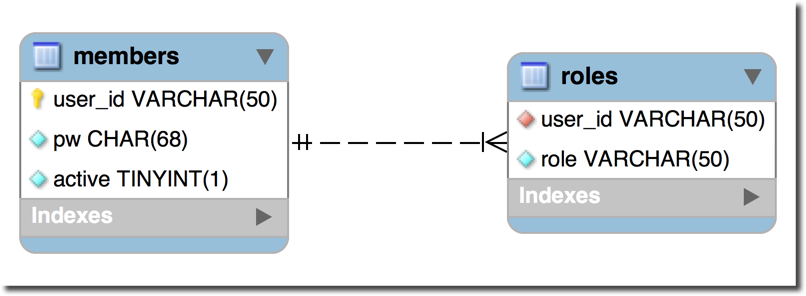 members
user_id VARCHAR(50)
pw CHAR(68)
active TINYINT(1)
Indexes
roles
user_id VARCHAR(50)
role VARCHAR(50)
Indexes